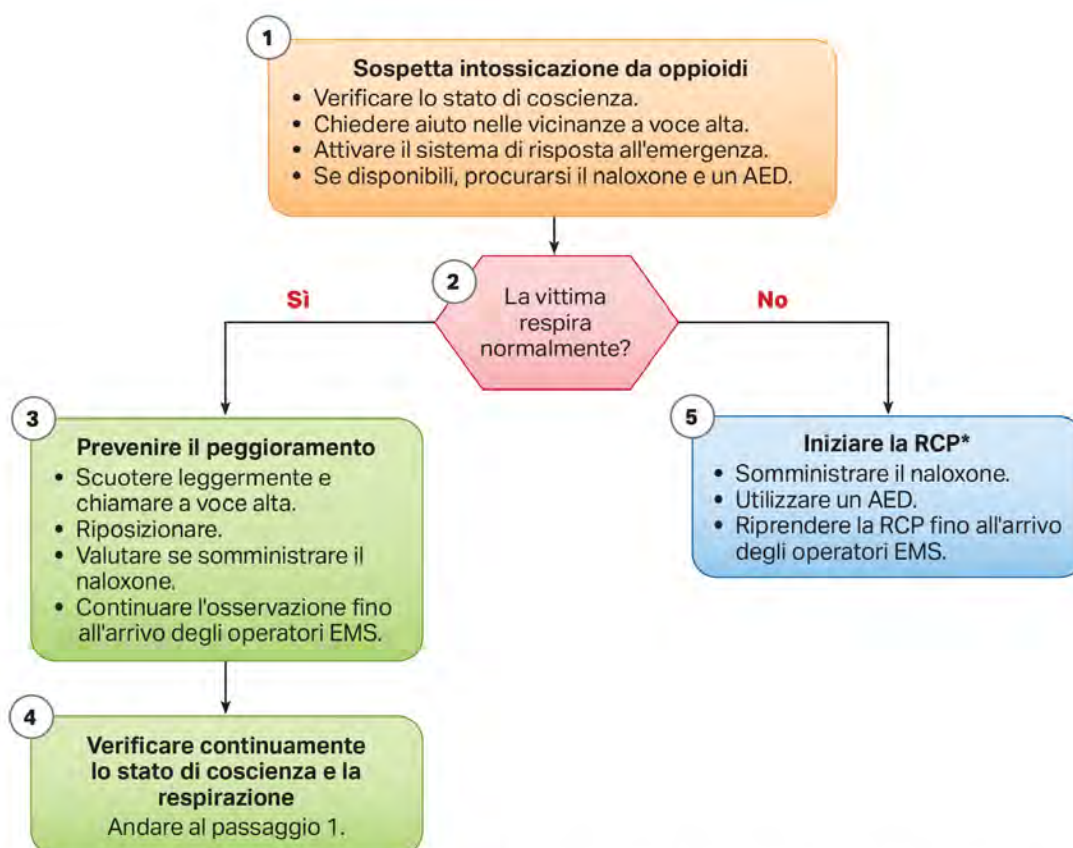 1
Sospetta intossicazione da oppioidi
• Verificare lo stato di coscienza.
• Chiedere aiuto nelle vicinanze a voce alta.
• Attivare il sistema di risposta all'emergenza.
• Se disponibili, procurarsi il naloxone e un AED.
2
La vittima
respira
normalmente?
Sì
No
3
Prevenire il peggioramento
• Scuotere leggermente e
chiamare a voce alta.
• Riposizionare.
• Valutare se somministrare il
naloxone.
• Continuare l'osservazione fino
all'arrivo degli operatori EMS.
4
Verificare continuamente
lo stato di coscienza e la
respirazione
Andare al passaggio 1.
5
Iniziare la RCP*
• Somministrare il naloxone.
• Utilizzare un AED.
• Riprendere la RCP fino all'arrivo
degli operatori EMS.